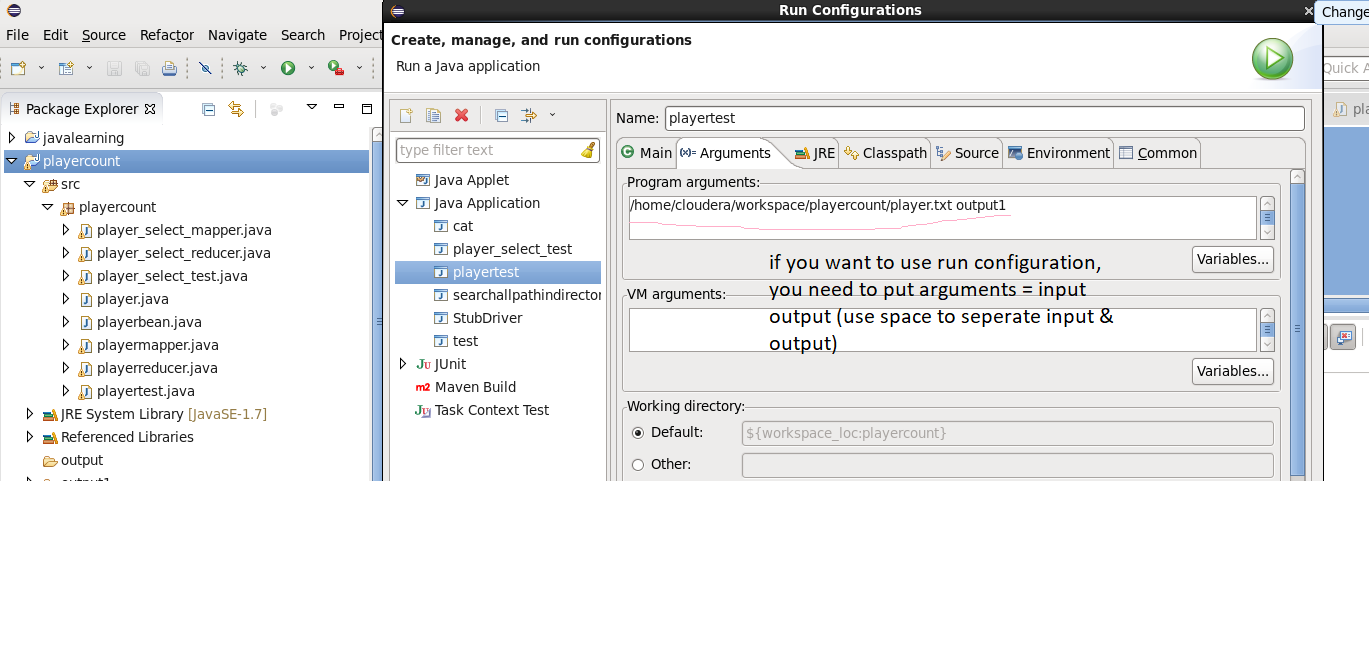 Run Configurations
Change
File Edit Source Refactor Navigate Search Project
Create, manage, and run configurations
Run a Java application
Quick A
Package Explorer
javalearning
playercount
src
playercount
player_select_mapper.java
player_select_reducer.java
player_select_test.java
player.java
playerbean.java
playermapper.java
playerreducer.java
playertest.java
JRE System Library [JavaSE-1.7]
Referenced Libraries
output
output1
type filter text
Java Applet
Java Application
cat
player_select_test
playertest
searchallpathindirector
StubDriver
test
JUnit
Maven Build
Task Context Test
Name: playertest
Main (x)= Arguments JRE Classpath Source Environment Common
Program arguments:
/home/cloudera/workspace/playercount/player.txt output1
Variables...
if you want to use run configuration,
you need to put arguments = input
output (use space to seperate input &
output)
VM arguments:
Variables...
Working directory:
Default: ${workspace_loc:playercount}
Other:
pla